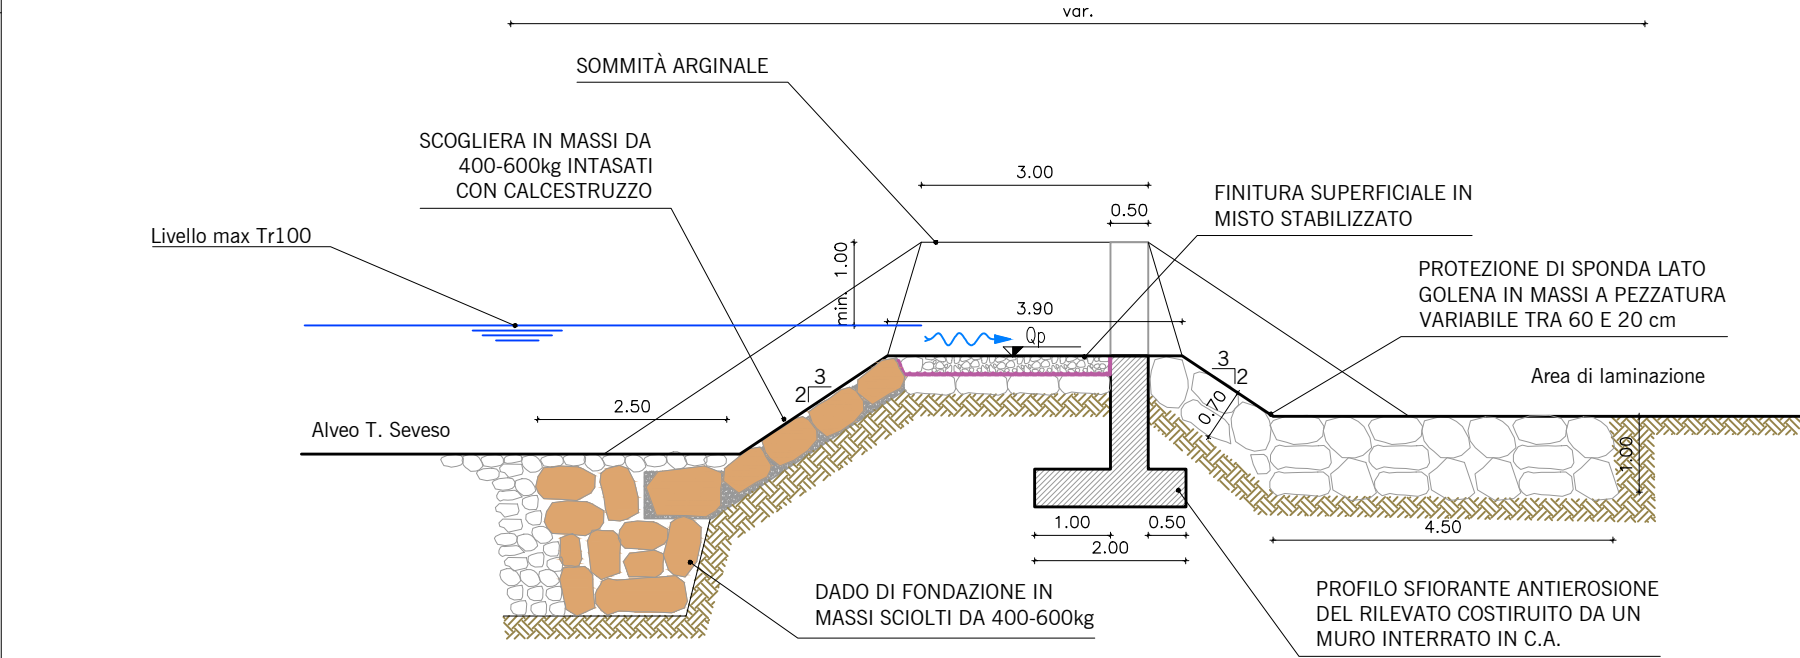 var.
SOMMITÀ ARGINALE
SCOGLIERA IN MASSI DA
400-600kg INTASATI
CON CALCESTRUZZO
3.00
FINITURA SUPERFICIALE IN
MISTO STABILIZZATO
0.50
Livello max Tr100
min. 1.00
PROTEZIONE DI SPONDA LATO
GOLENA IN MASSI A PEZZATURA
VARIABILE TRA 60 E 20 cm
3.90
Qp
3
2
3
2
Area di laminazione
2.50
0.70
Alveo T. Seveso
1.00
1.00
0.50
4.50
2.00
DADO DI FONDAZIONE IN
MASSI SCIOLTI DA 400-600kg
PROFILO SFIORANTE ANTIEROSIONE
DEL RILEVATO COSTIRUITO DA UN
MURO INTERRATO IN C.A.